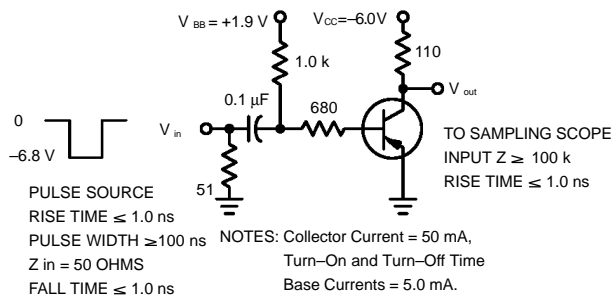 V BB = +1.9 V
VCC=–6.0V
1.0 k
110
V out
0.1 µF
680
0
V in
–6.8 V
51
TO SAMPLING SCOPE
INPUT Z ≥ 100 k
RISE TIME ≤ 1.0 ns
PULSE SOURCE
RISE TIME ≤ 1.0 ns
PULSE WIDTH ≥100 ns
Z in = 50 OHMS
FALL TIME ≤ 1.0 ns
NOTES: Collector Current = 50 mA,
Turn–On and Turn–Off Time
Base Currents = 5.0 mA.